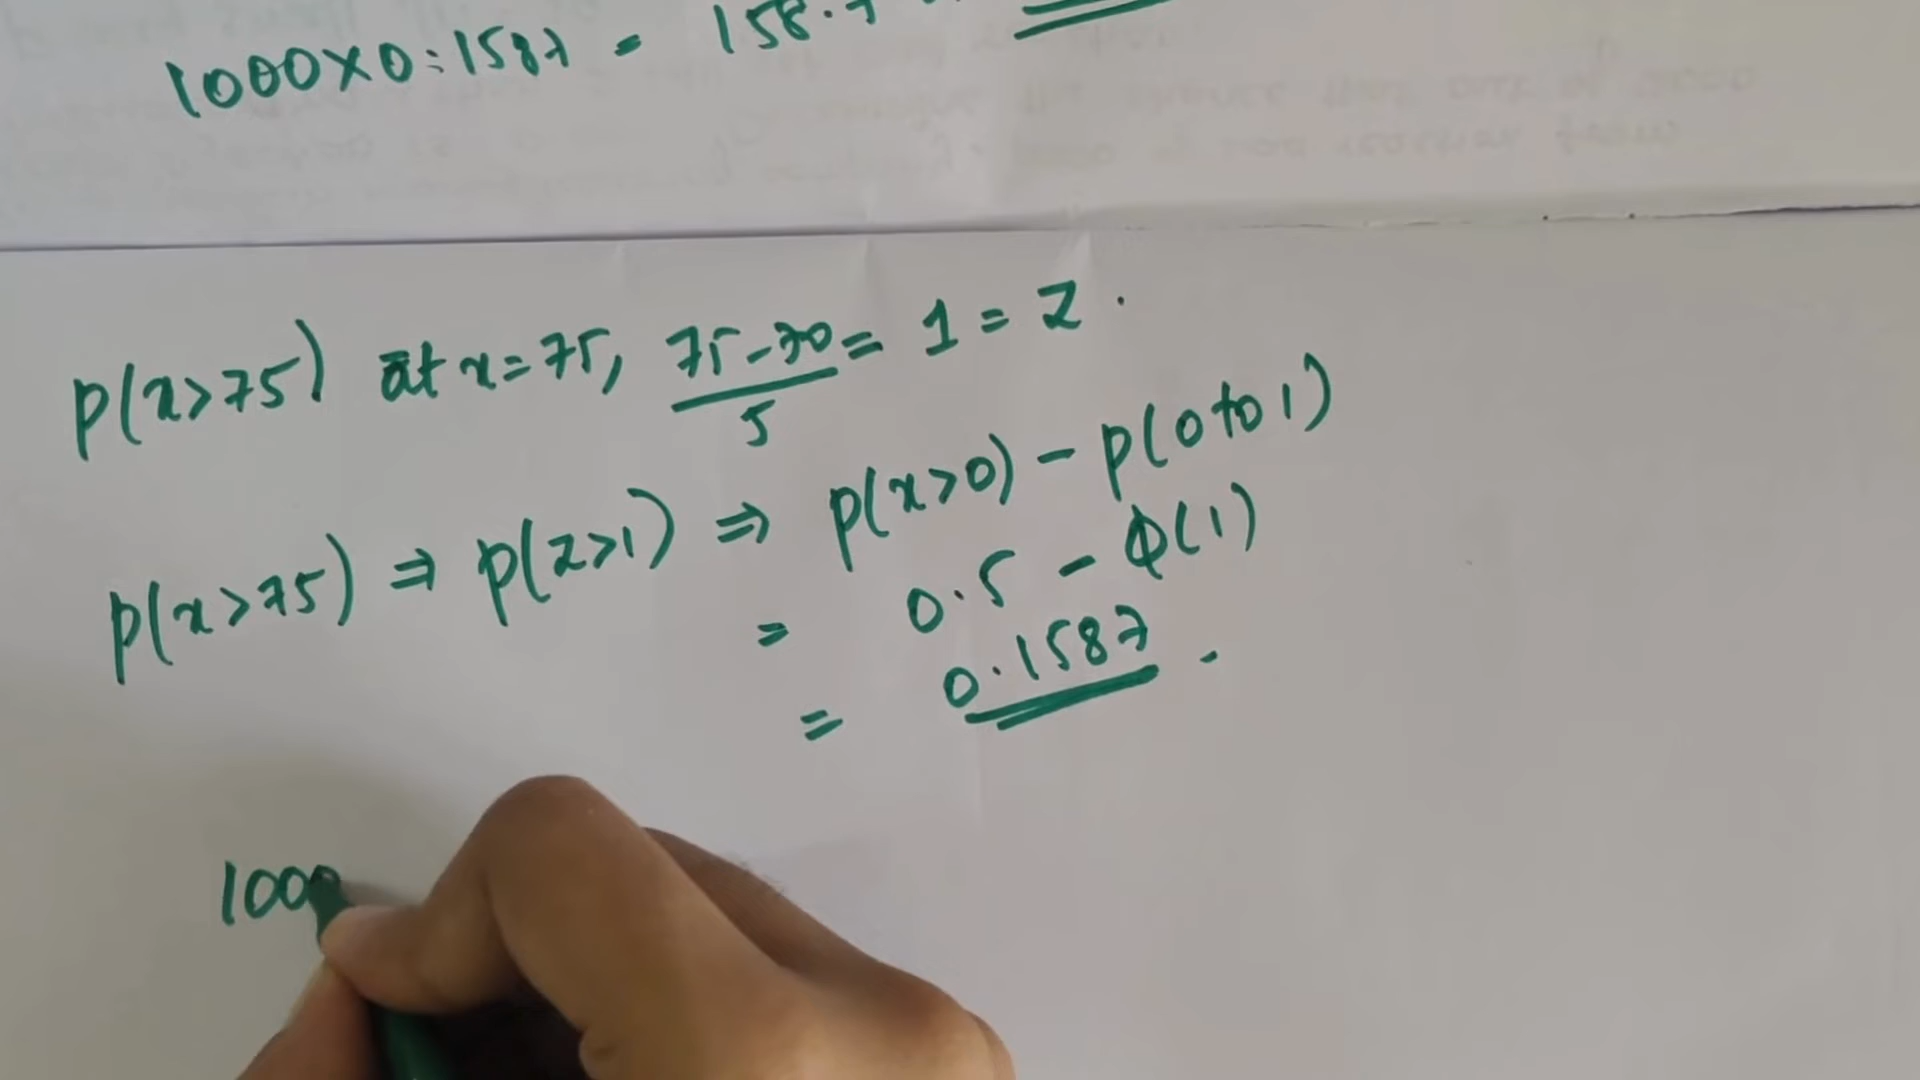 1000×0.1587 = 158.7
P(x>75) at x=75, 75-70/5 = 1 = Z.
P(x>75) ⇒ P(z>1) ⇒ P(x>0) - P(0 to 1)
= 0.5 - φ(1)
= 0.1587.
1000